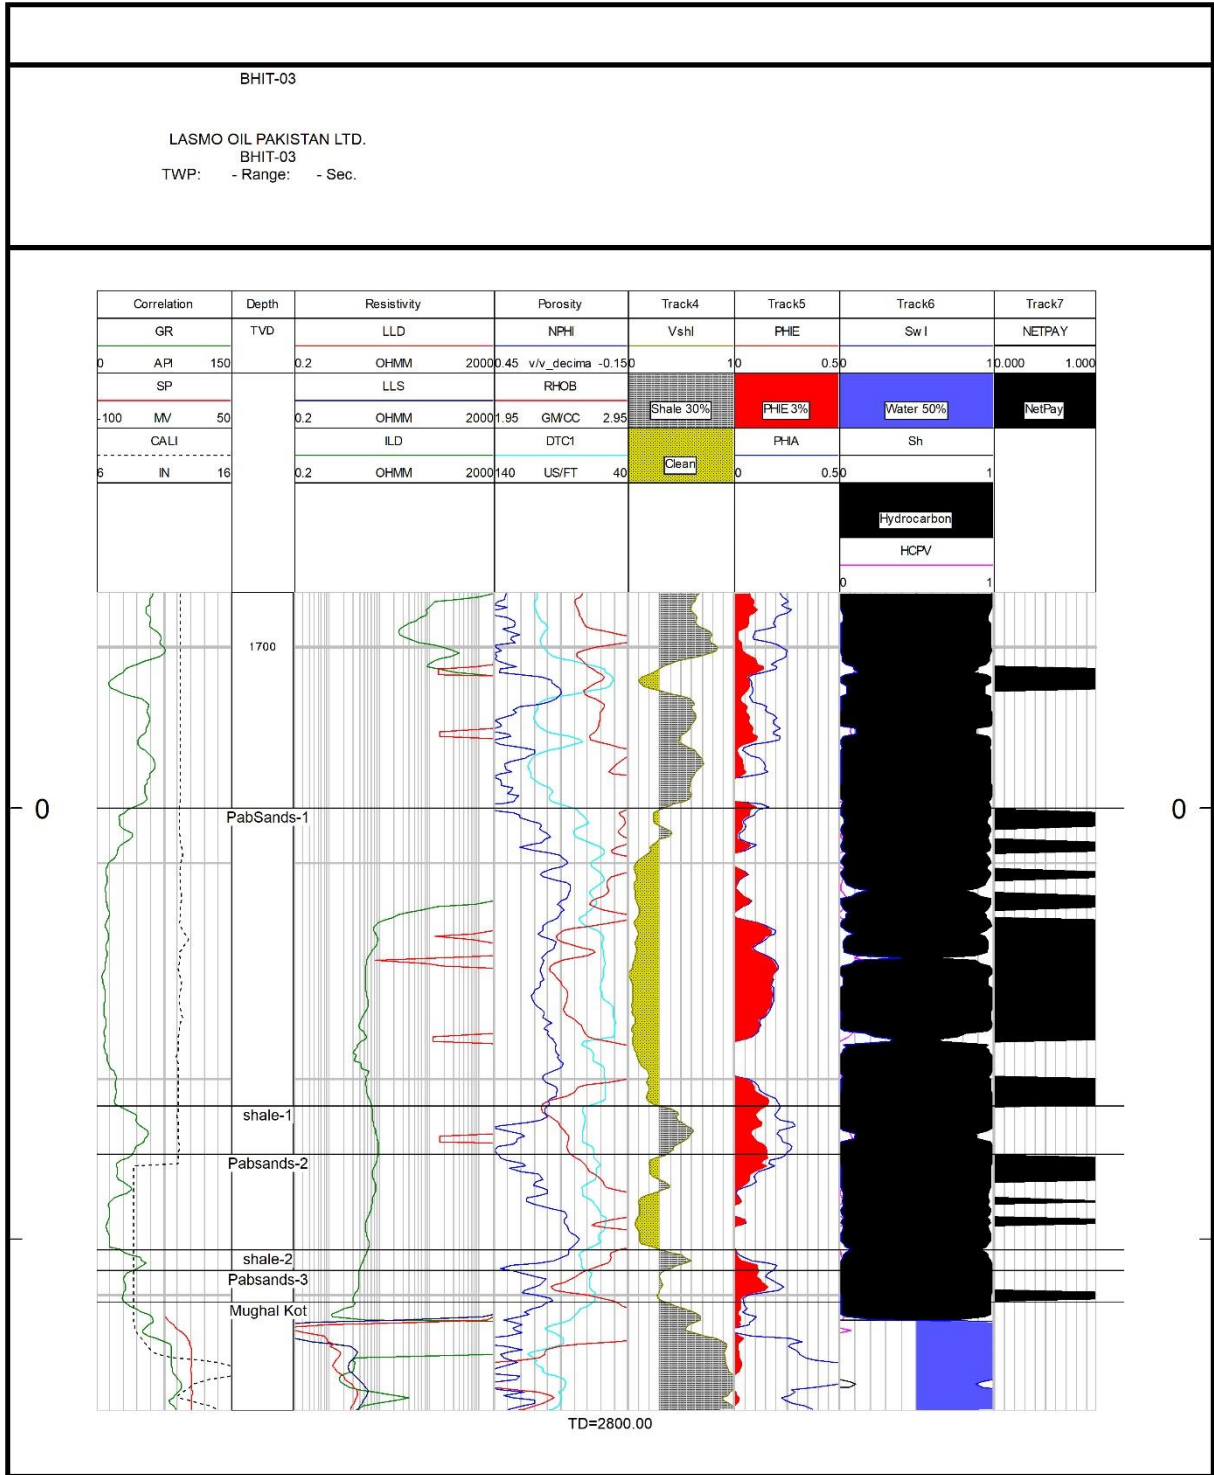 BHIT-03
LASMO OIL PAKISTAN LTD.
BHIT-03
TWP: - Range: - Sec.
Correlation Depth Resistivity Porosity Track4 Track5 Track6 Track7
GR TVD LLD NPHI Vshl PHIE Sw I NETPAY
0 API 150 0.2 OHMM 2000 0.45 v/v_decima -0.15 0 1 0 0.5 0 1 0.000 1.000
SP LLS RHOB
-100 MV 50 0.2 OHMM 2000 1.95 GM/CC 2.95 Shale 30% PHIE 3% Water 50% NetPay
CALI ILD DTC1 PHIA Sh
6 IN 16 0.2 OHMM 2000 140 US/FT 40 Clean 0 0.5 0 1
Hydrocarbon
HCPV
0 1
1700
0 0
PabSands-1
shale-1
Pabsands-2
shale-2
Pabsands-3
Mughal Kot
TD=2800.00